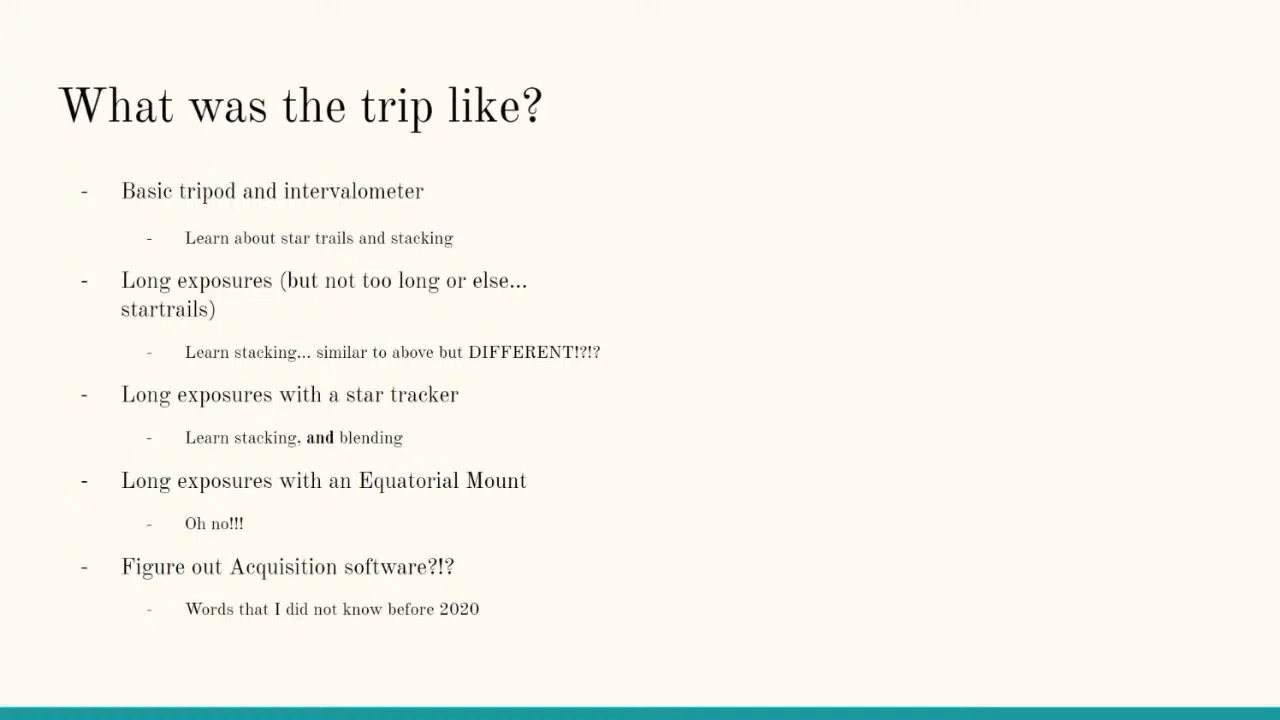 What was the trip like?
- Basic tripod and intervalometer
- Learn about star trails and stacking
- Long exposures (but not too long or else...
startrails)
- Learn stacking... similar to above but DIFFERENT!?!?
- Long exposures with a star tracker
- Learn stacking, and blending
- Long exposures with an Equatorial Mount
- Oh no!!!
- Figure out Acquisition software?!?
- Words that I did not know before 2020